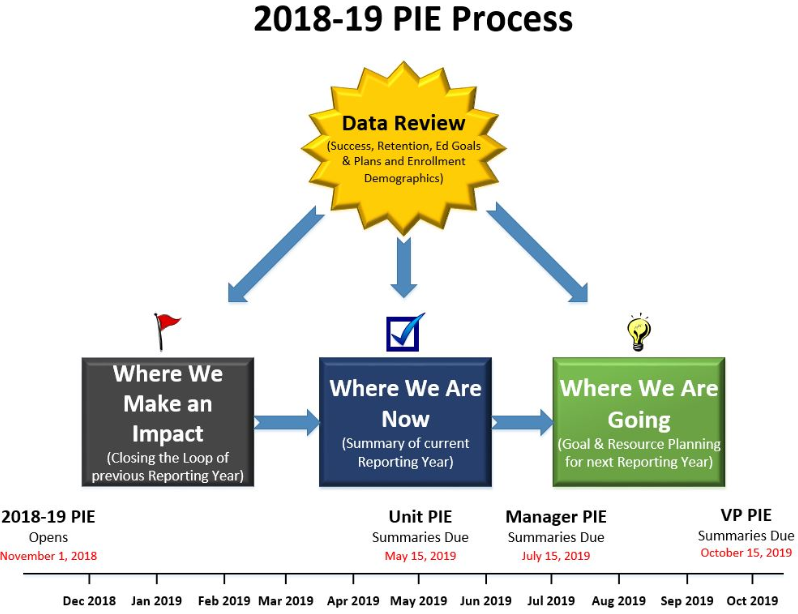 2018-19 PIE Process
Data Review
(Success, Retention, Ed Goals
& Plans and Enrollment
Demographics)
Where We
Make an
Impact
(Closing the Loop of
previous Reporting Year)
Where We Are
Now
(Summary of current
Reporting Year)
Where We Are
Going
(Goal & Resource Planning
for next Reporting Year)
2018-19 PIE
Opens
November 1, 2018
Unit PIE
Summaries Due
May 15, 2019
Manager PIE
Summaries Due
July 15, 2019
VP PIE
Summaries Due
October 15, 2019
Dec 2018 Jan 2019 Feb 2019 Mar 2019 Apr 2019 May 2019 Jun 2019 Jul 2019 Aug 2019 Sep 2019 Oct 2019